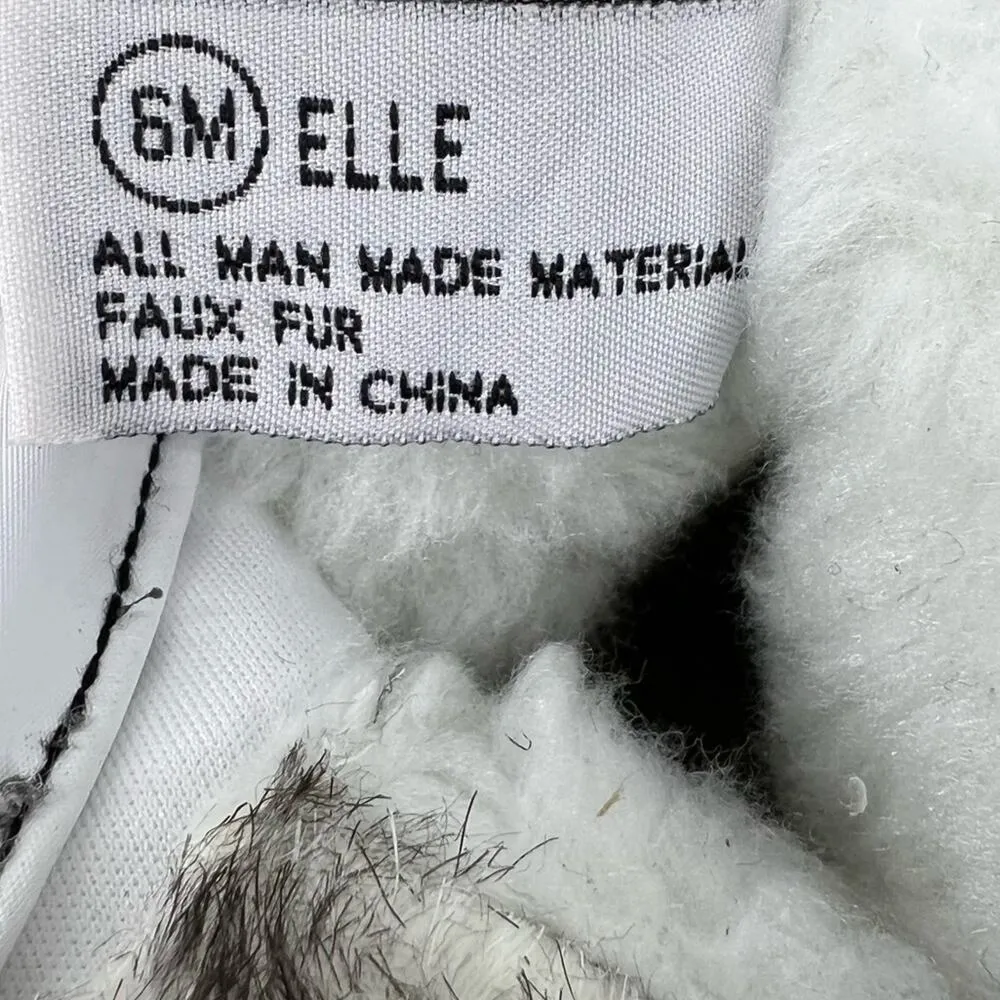 6M ELLE
ALL MAN MADE MATERIAL
FAUX FUR
MADE IN CHINA